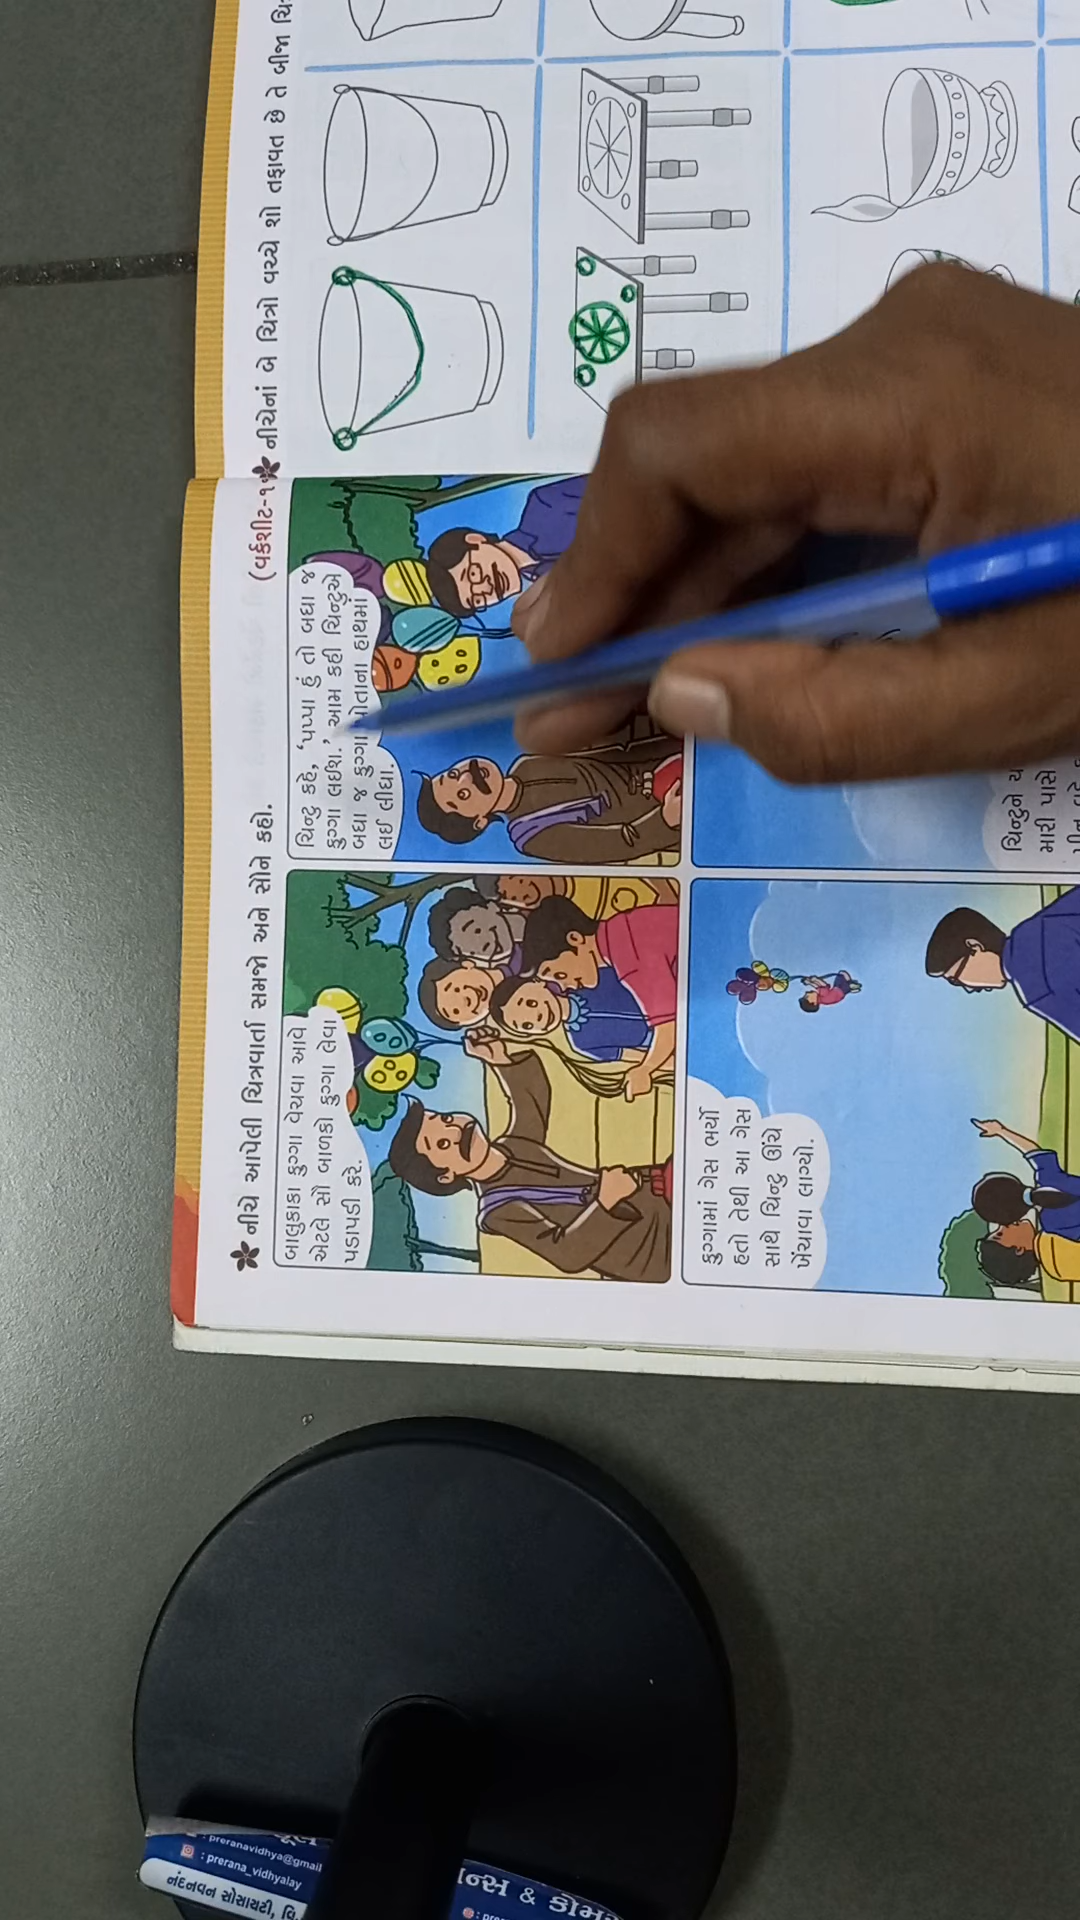 ✱ નીચે આપેલી ચિત્રવાર્તા સમજો અને સૌને કહો.
(વર્કશીટ-૧
બાલુકાકા ફુગ્ગા વેચવા આવે
એટલે સૌ બાળકો ફુગ્ગા લેવા
પડાપડી કરે.
ચિન્ટુ કહે, ‘પપ્પા હું તો બધા જ
ફુગ્ગા લઈશ.’ આમ કહી ચિન્ટુએ
બધા જ ફુગ્ગા પોતાના હાથમાં
લઈ લીધા.
ફુગ્ગામાં ગેસ ભર્યો
હતો તેથી આ ગેસ
સાથે ચિન્ટુ ઊંચે
ખેંચાવા લાગ્યો.
ચિન્ટુને
મારી પાસે
✱ નીચેનાં બે ચિત્રો વચ્ચે શો તફાવત છે તે બીજા
: preranavidhya@gmail
: prerana_vidhyalay
નંદનવન સોસાયટી, વિ.
ન્સ & કોમ